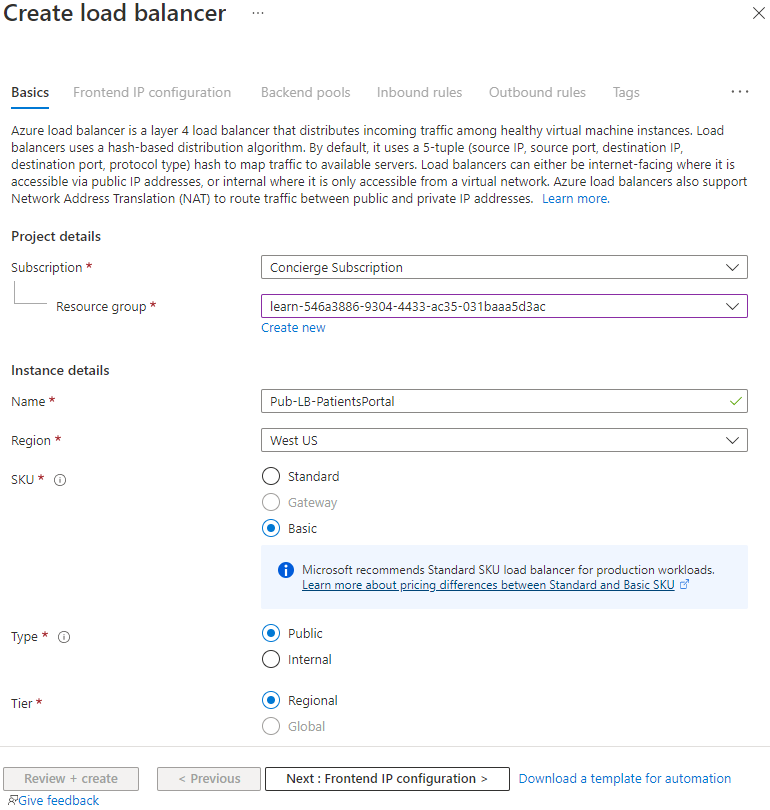 Create load balancer ...
Basics Frontend IP configuration Backend pools Inbound rules Outbound rules Tags ...
Azure load balancer is a layer 4 load balancer that distributes incoming traffic among healthy virtual machine instances. Load
balancers uses a hash-based distribution algorithm. By default, it uses a 5-tuple (source IP, source port, destination IP,
destination port, protocol type) hash to map traffic to available servers. Load balancers can either be internet-facing where it is
accessible via public IP addresses, or internal where it is only accessible from a virtual network. Azure load balancers also support
Network Address Translation (NAT) to route traffic between public and private IP addresses. Learn more.
Project details
Subscription * Concierge Subscription
Resource group * learn-546a3886-9304-4433-ac35-031baaa5d3ac
Create new
Instance details
Name * Pub-LB-PatientsPortal
Region * West US
SKU * Standard
Gateway
Basic
Microsoft recommends Standard SKU load balancer for production workloads.
Learn more about pricing differences between Standard and Basic SKU
Type * Public
Internal
Tier * Regional
Global
Review + create < Previous Next : Frontend IP configuration > Download a template for automation
Give feedback